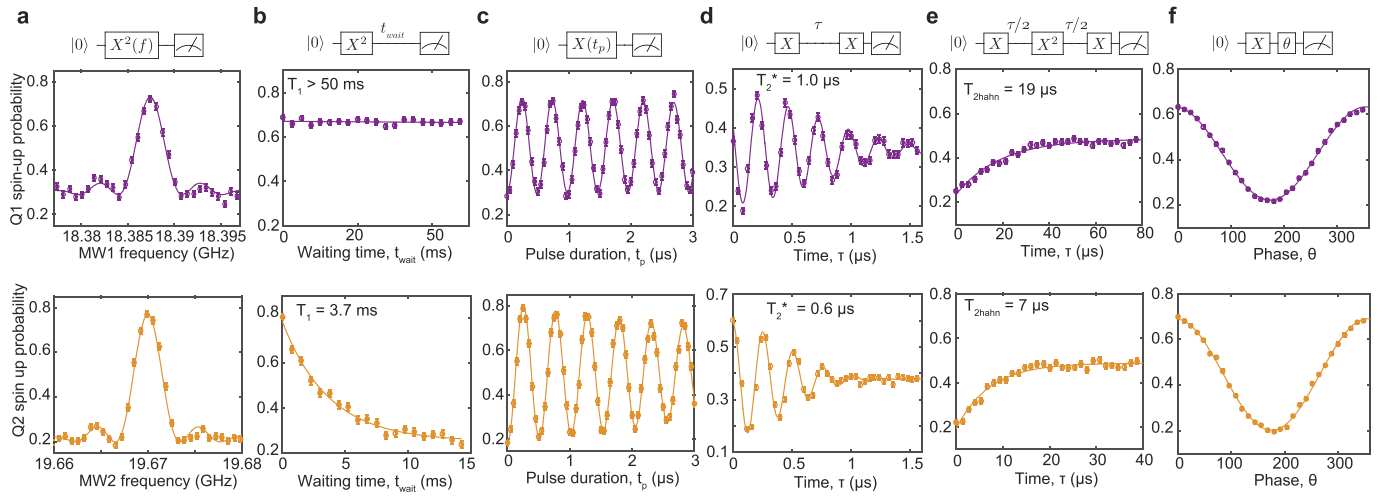 a
b
c
d
e
f
|0⟩ X²(f)
|0⟩ X² t_wait
|0⟩ X(t_p)
|0⟩ X τ X
|0⟩ X τ/2 X² τ/2 X
|0⟩ X θ
Q1 spin-up probability
0.8
0.6
0.4
0.2
18.38 18.385 18.39 18.395
MW1 frequency (GHz)
T₁ > 50 ms
0.8
0.6
0.4
0.2
0 50
Waiting time, t_wait (ms)
0.8
0.6
0.4
0.2
0 1 2 3
Pulse duration, t_p (µs)
T₂* = 1.0 µs
0.5
0.3
0.1
0 0.5 1 1.5
Time, τ (µs)
T_2hahn = 19 µs
0.8
0.6
0.4
0.2
0 20 40 60 80
Time, τ (µs)
0.8
0.6
0.4
0.2
0 100 200 300
Phase, θ
Q2 spin up probability
0.8
0.6
0.4
0.2
19.66 19.67 19.68
MW2 frequency (GHz)
T₁ = 3.7 ms
0.8
0.6
0.4
0.2
0 5 10 15
Waiting time, t_wait (ms)
0.8
0.6
0.4
0.2
0 1 2 3
Pulse duration, t_p (µs)
T₂* = 0.6 µs
0.7
0.5
0.3
0.1
0 0.5 1 1.5
Time, τ (µs)
T_2hahn = 7 µs
0.8
0.6
0.4
0.2
0 10 20 30 40
Time, τ (µs)
0.8
0.6
0.4
0.2
0 100 200 300
Phase, θ